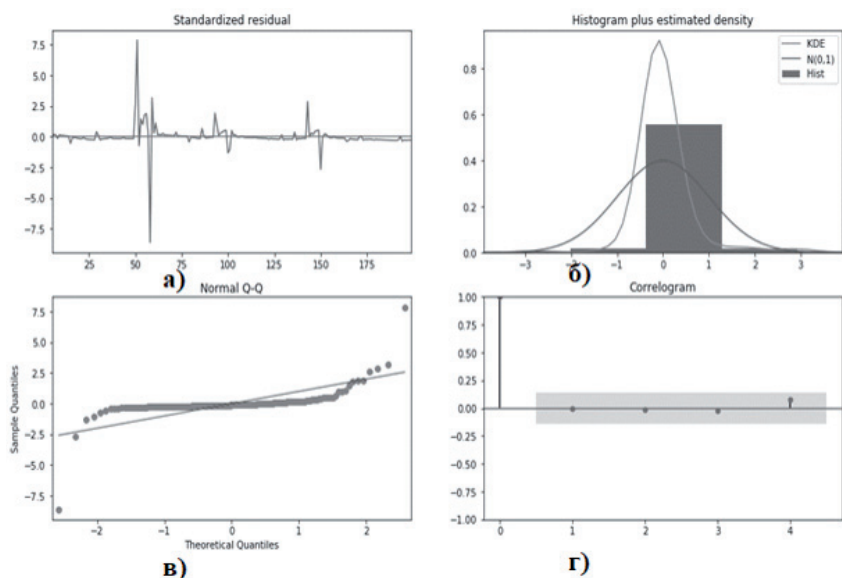 Standardized residual
7.5
5.0
2.5
0.0
-2.5
-5.0
-7.5
25 50 75 100 125 150 175
а)
Histogram plus estimated density
KDE
N(0,1)
Hist
0.8
0.6
0.4
0.2
0.0
-3 -2 -1 0 1 2 3
б)
Normal Q-Q
Sample Quantiles
7.5
5.0
2.5
0.0
-2.5
-5.0
-7.5
-2 -1 0 1 2
Theoretical Quantiles
в)
Correlogram
1.00
0.75
0.50
0.25
0.00
-0.25
-0.50
-0.75
-1.00
0 1 2 3 4
г)